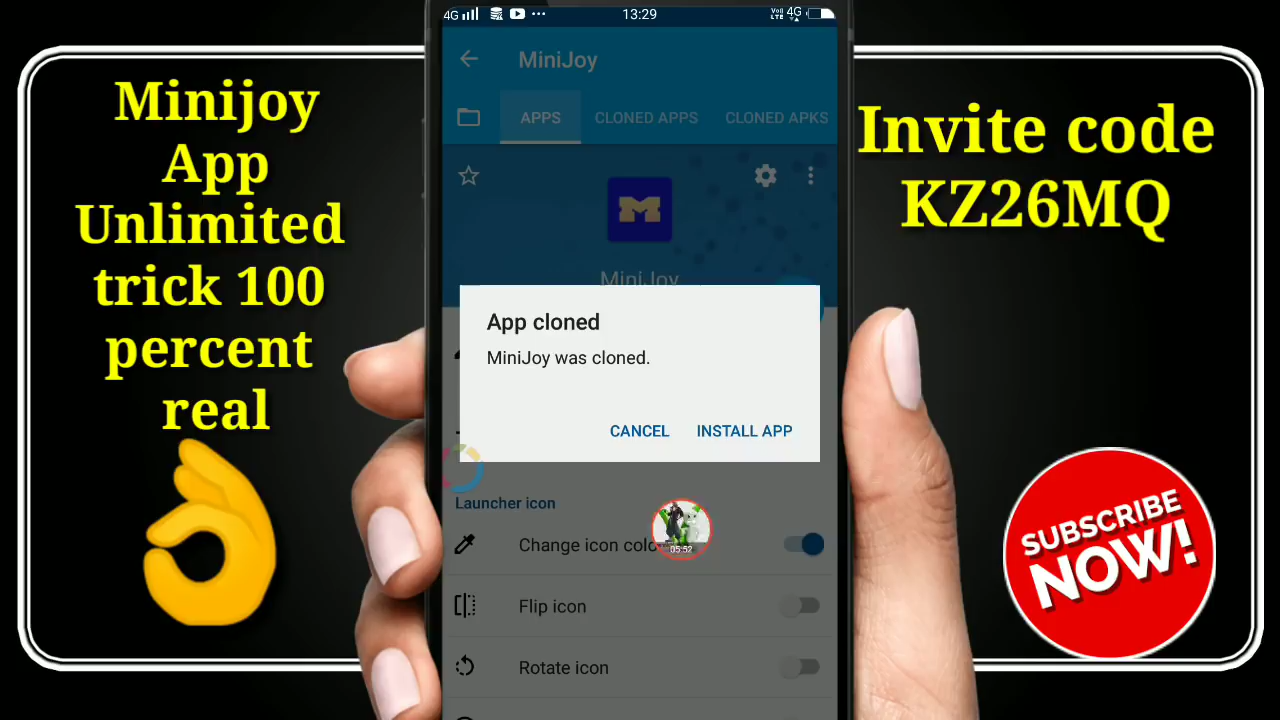 Minijoy
App
Unlimited
trick 100
percent
real
4G
13:29
4G
MiniJoy
APPS
CLONED APPS
CLONED APKS
MiniJoy
App cloned
MiniJoy was cloned.
CANCEL
INSTALL APP
Launcher icon
05:52
Change icon colo
Flip icon
Rotate icon
Invite code
KZ26MQ
SUBSCRIBE
NOW!